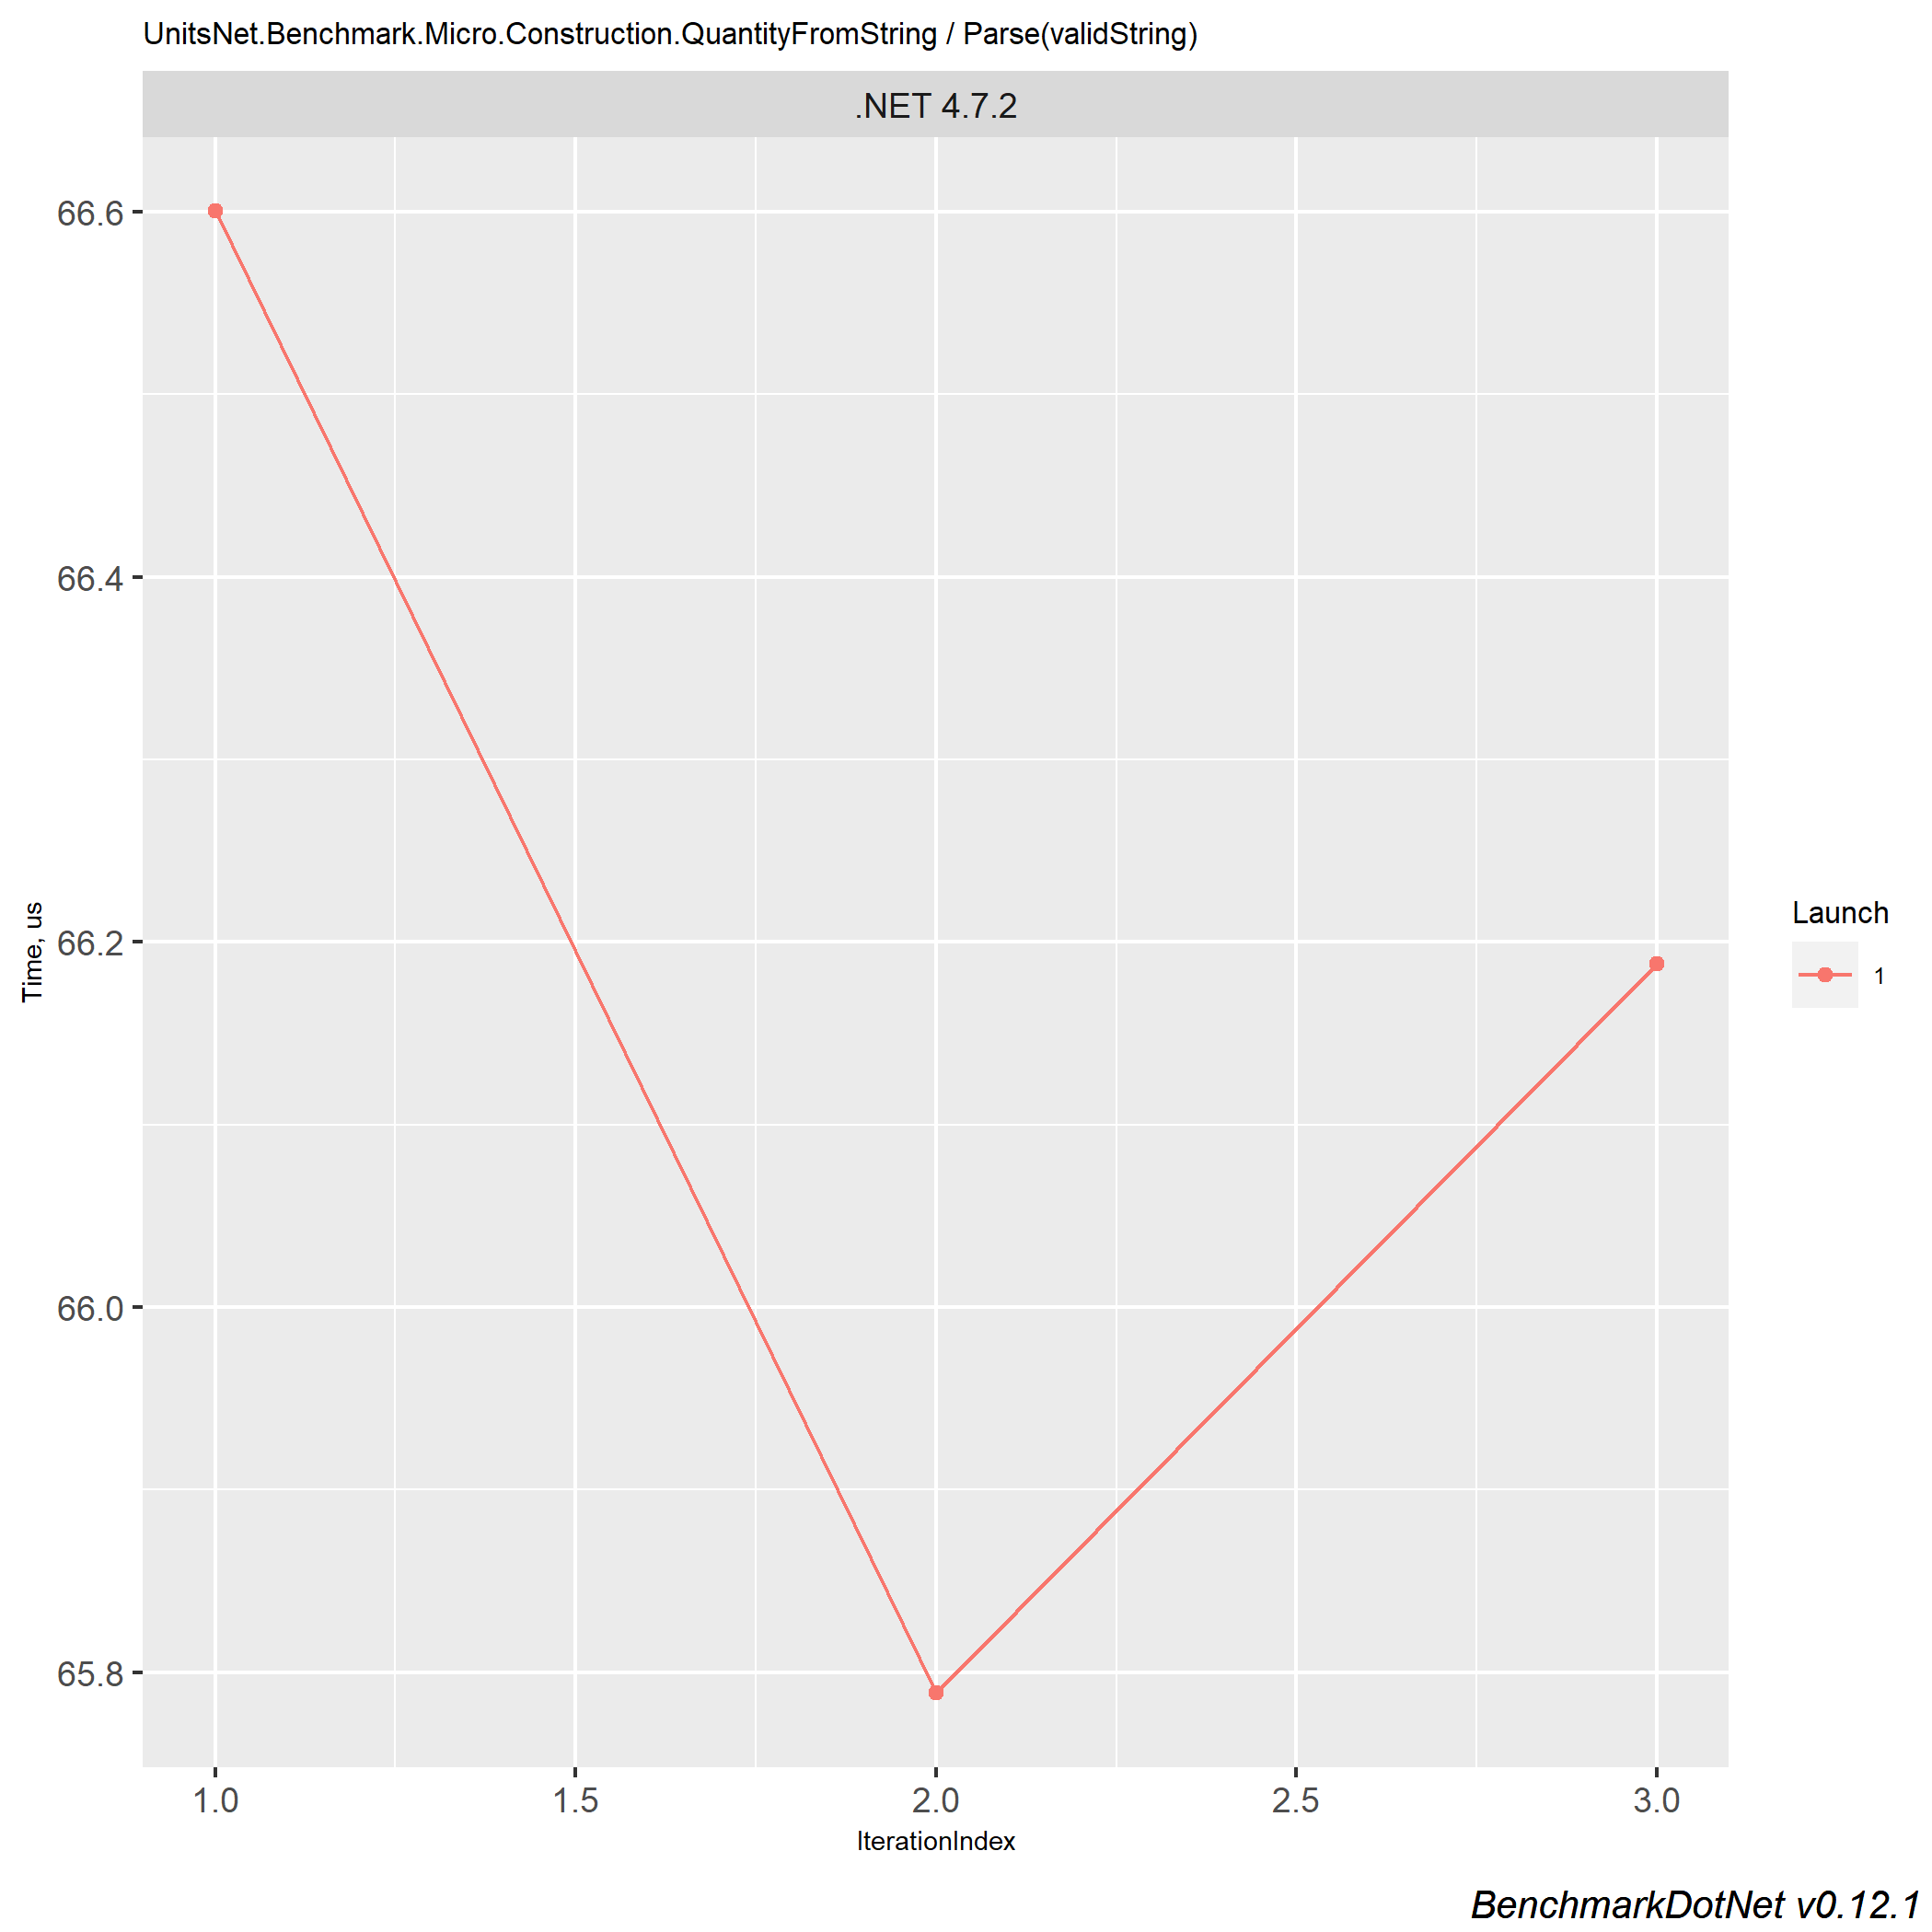 UnitsNet.Benchmark.Micro.Construction.QuantityFromString / Parse(validString)
.NET 4.7.2
66.6
66.4
66.2
66.0
65.8
Time, us
1.0 1.5 2.0 2.5 3.0
IterationIndex
Launch
1
BenchmarkDotNet v0.12.1